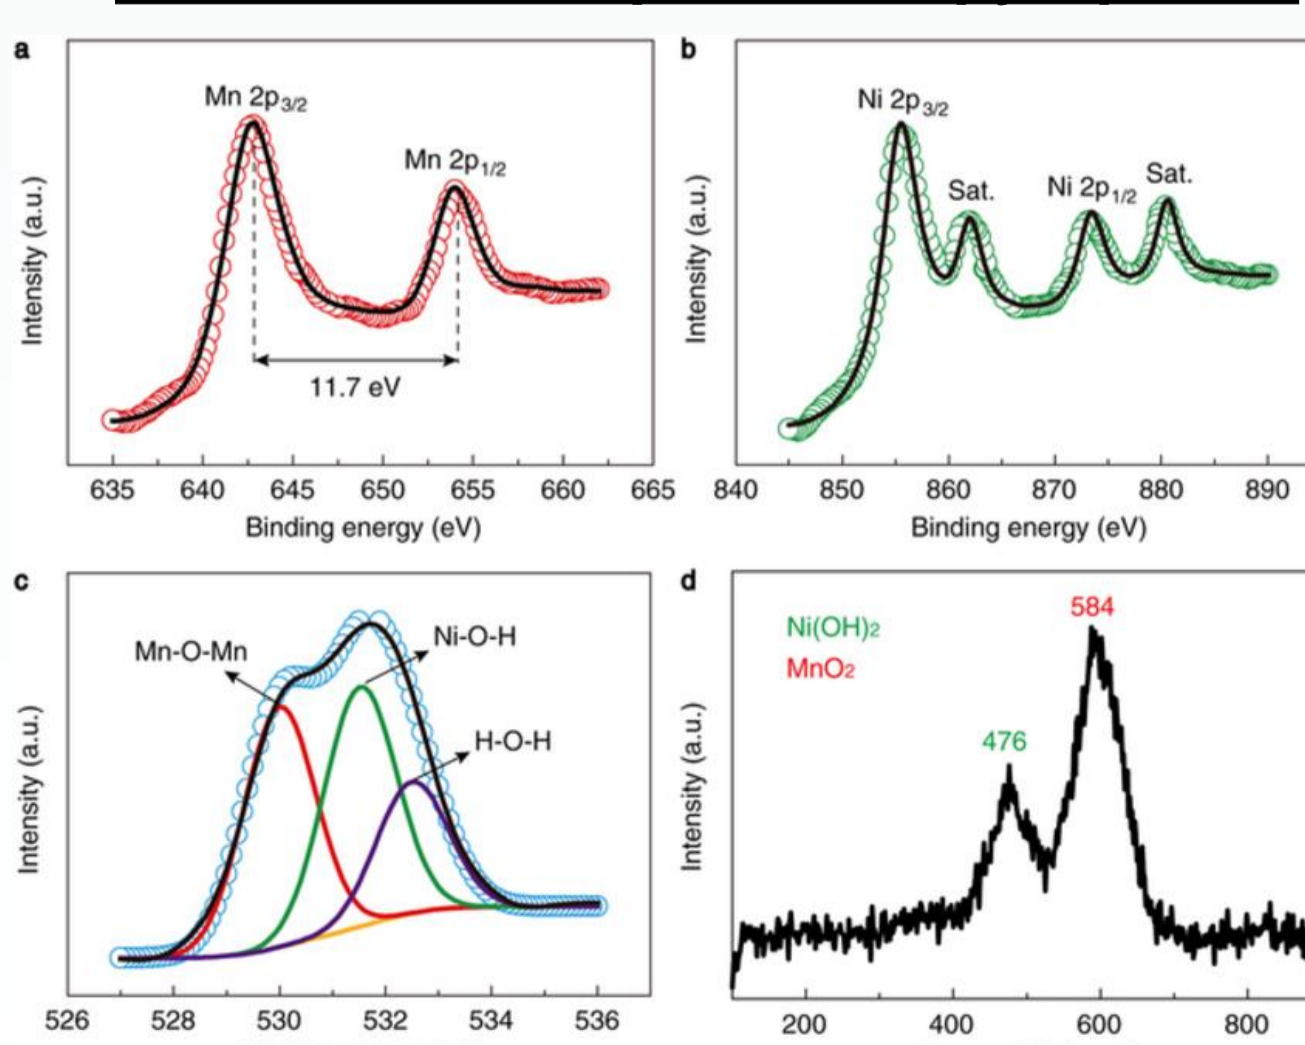 a
Mn 2p3/2
Mn 2p1/2
11.7 eV
Intensity (a.u.)
635 640 645 650 655 660 665
Binding energy (eV)
b
Ni 2p3/2
Sat.
Ni 2p1/2
Sat.
Intensity (a.u.)
840 850 860 870 880 890
Binding energy (eV)
c
Mn-O-Mn
Ni-O-H
H-O-H
Intensity (a.u.)
526 528 530 532 534 536
d
Ni(OH)2
MnO2
476
584
Intensity (a.u.)
200 400 600 800